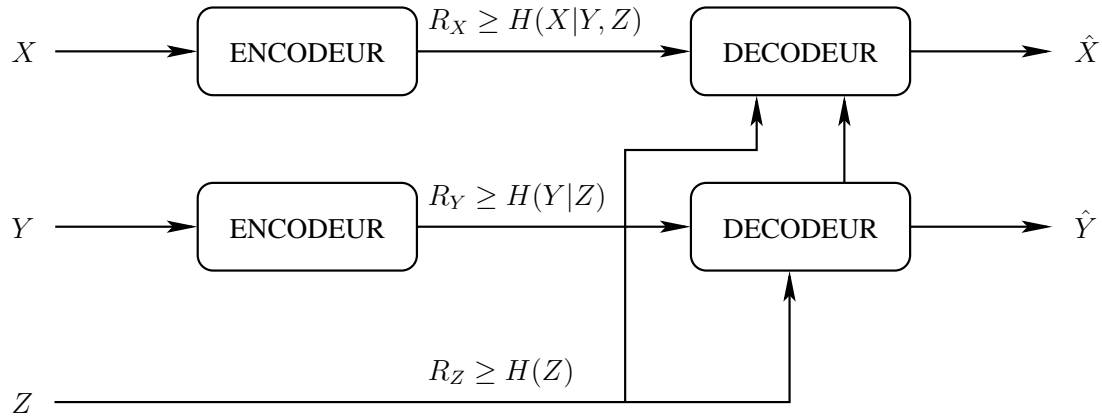 X ENCODEUR R_X ≥ H(X|Y, Z) DECODEUR X̂
Y ENCODEUR R_Y ≥ H(Y|Z) DECODEUR Ŷ
Z R_Z ≥ H(Z)